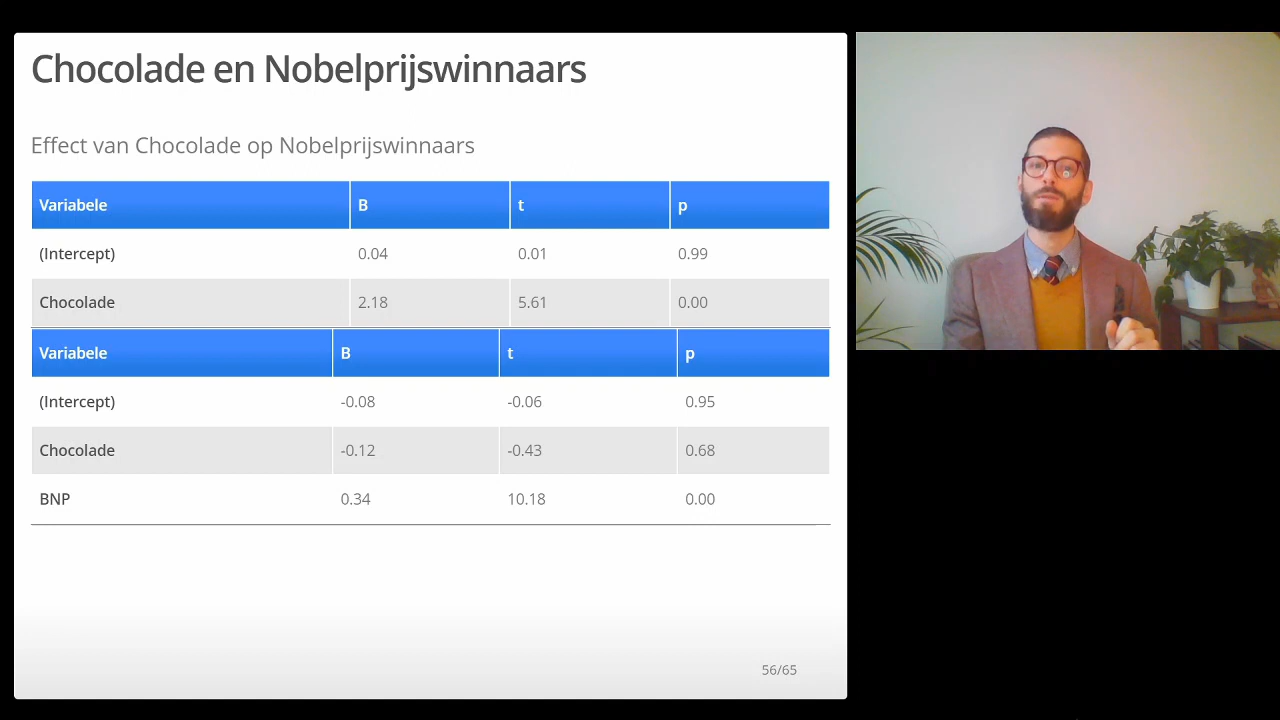 Chocolade en Nobelprijswinnaars
Effect van Chocolade op Nobelprijswinnaars
Variabele B t p
(Intercept) 0.04 0.01 0.99
Chocolade 2.18 5.61 0.00
Variabele B t p
(Intercept) -0.08 -0.06 0.95
Chocolade -0.12 -0.43 0.68
BNP 0.34 10.18 0.00
56/65